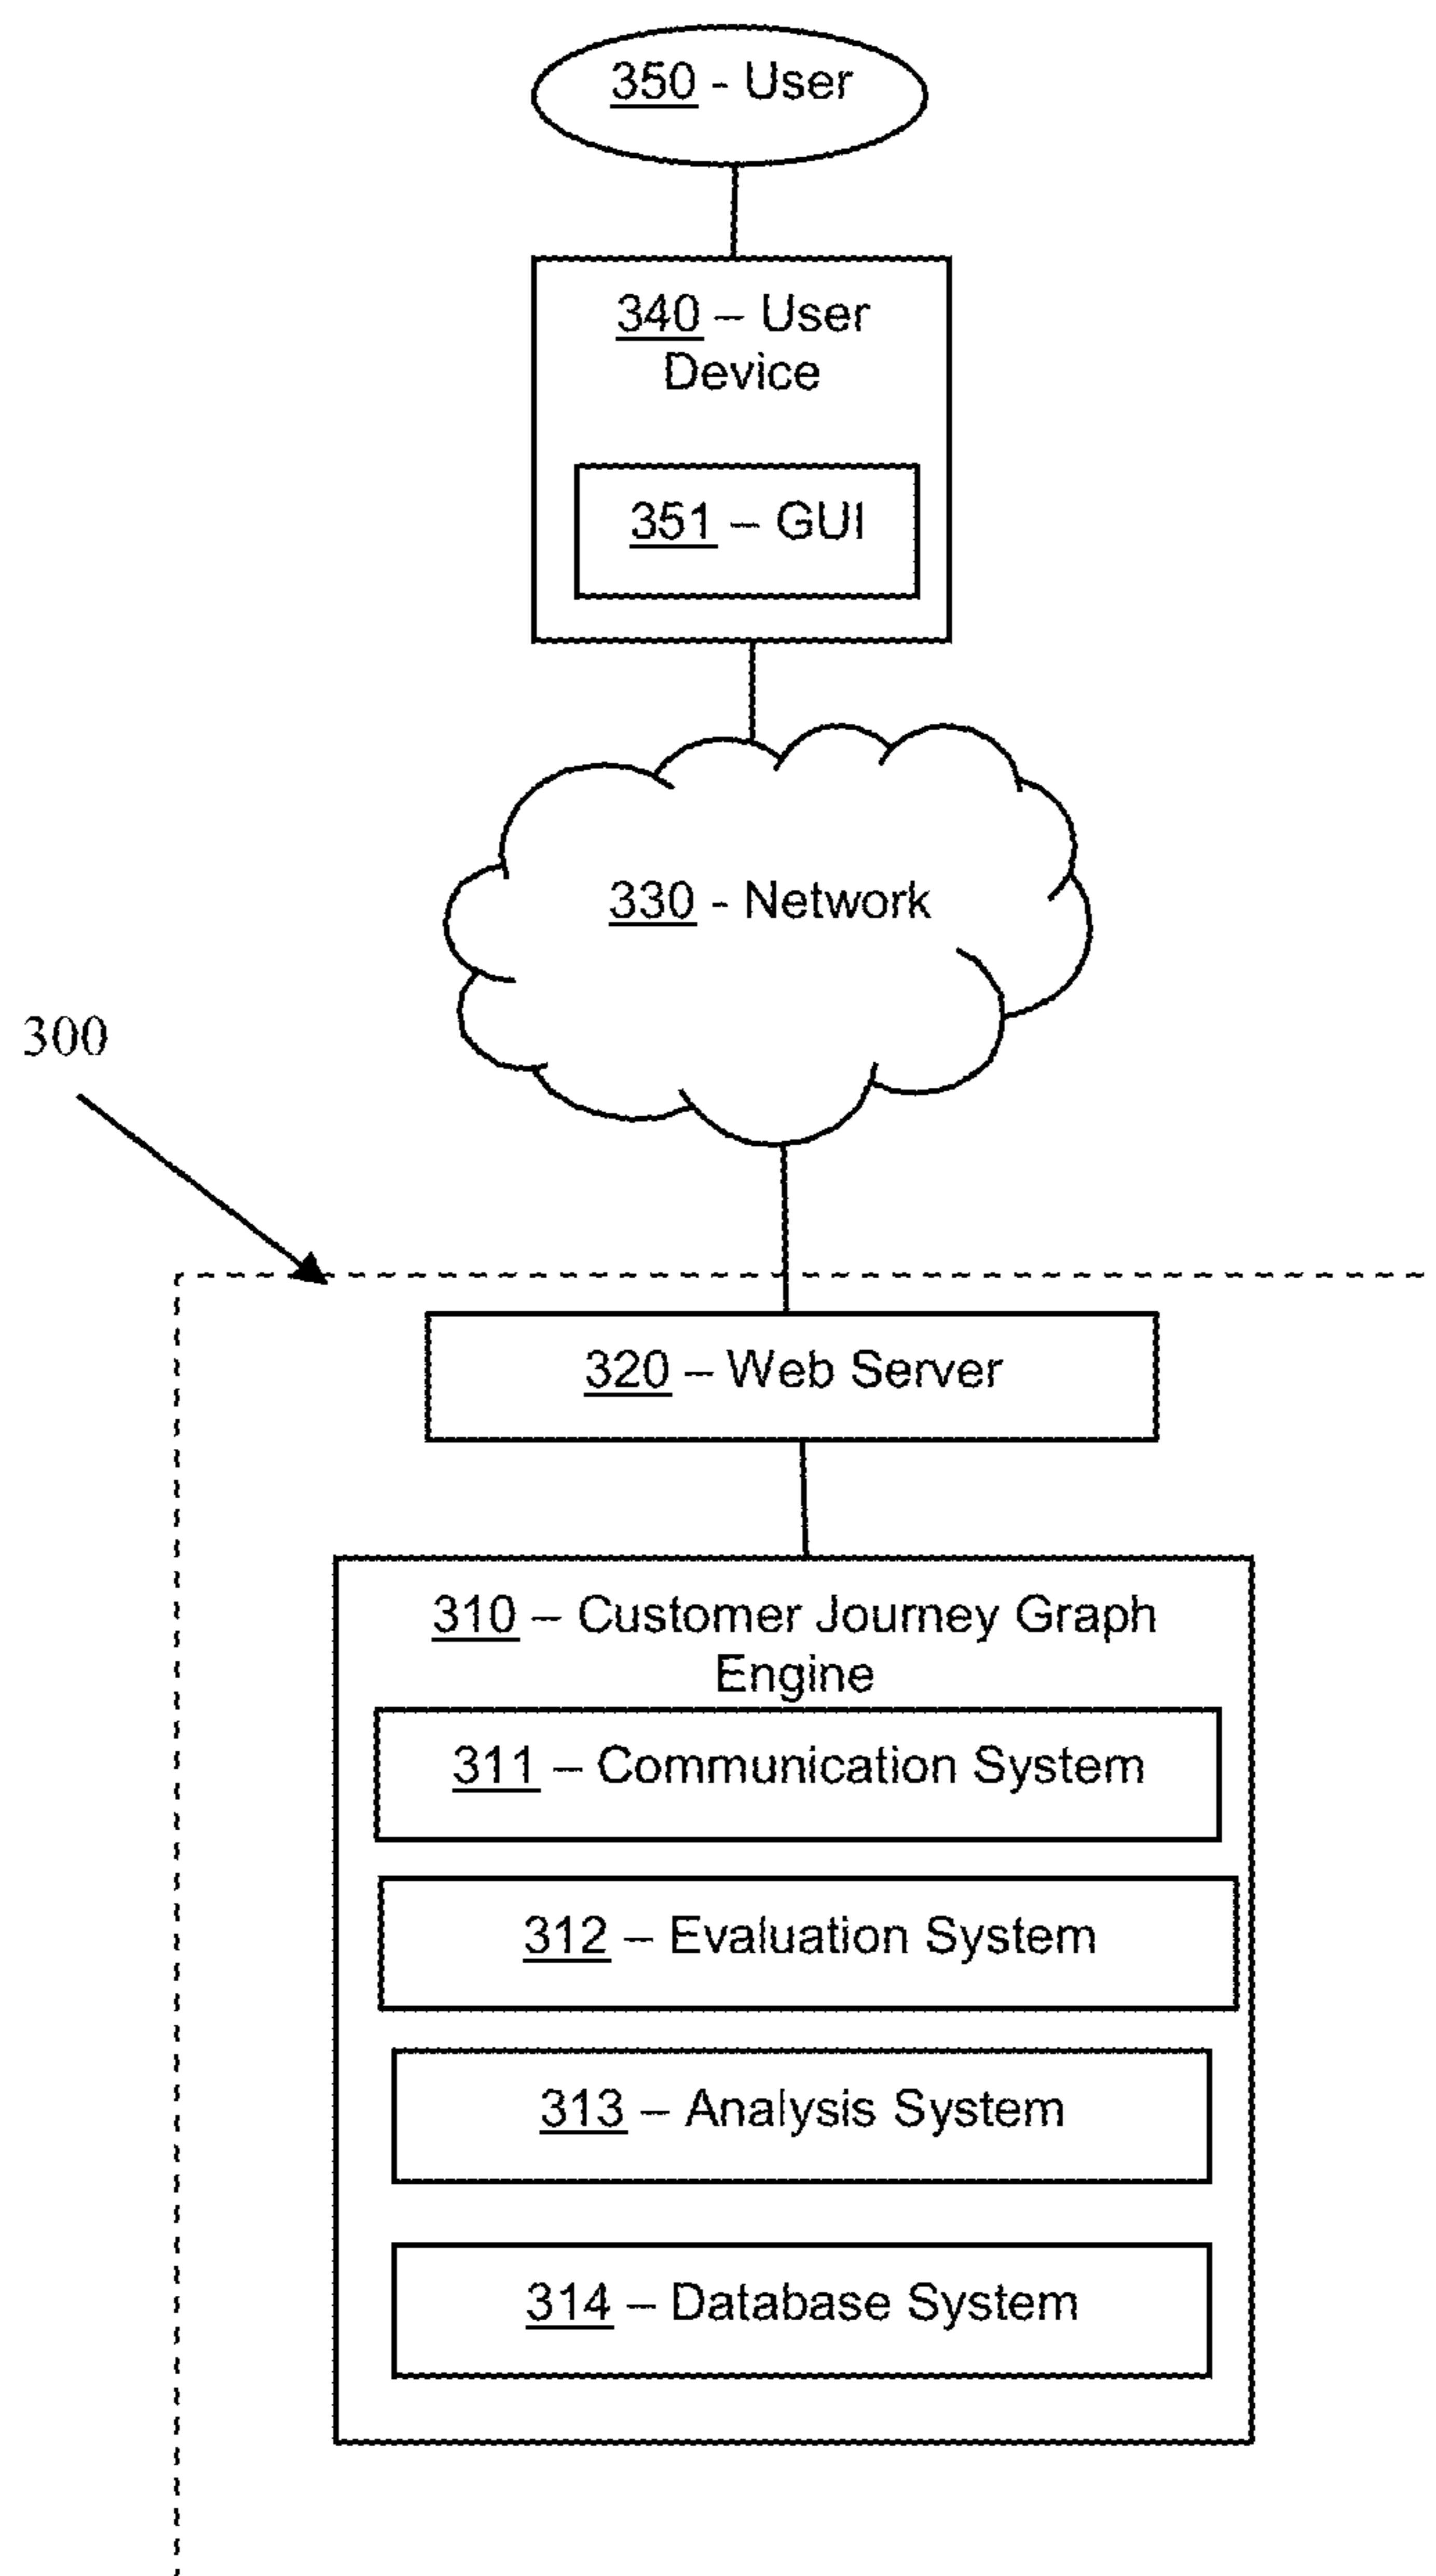 350 - User
340 – User
Device
351 – GUI
330 - Network
300
320 – Web Server
310 – Customer Journey Graph
Engine
311 – Communication System
312 – Evaluation System
313 – Analysis System
314 – Database System